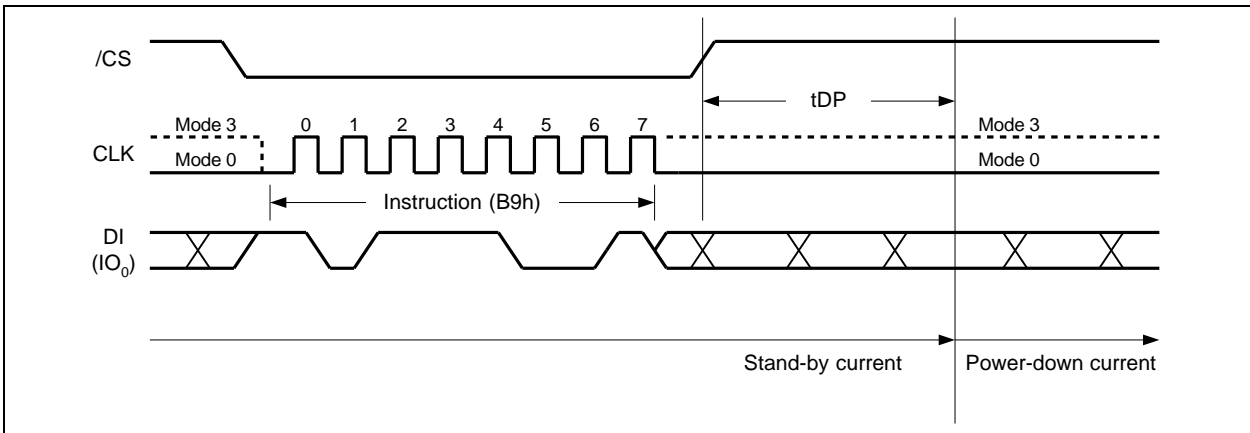 /CS
tDP
Mode 3 0 1 2 3 4 5 6 7 Mode 3
CLK
Mode 0 Mode 0
Instruction (B9h)
DI
(IO₀)
Stand-by current Power-down current